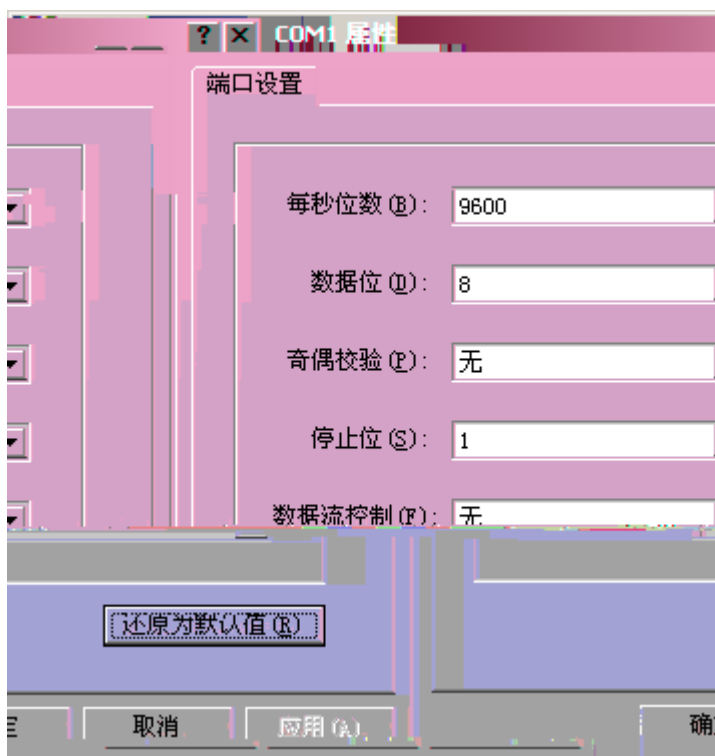 COM1 属性
端口设置
每秒位数(B): 9600
数据位(D): 8
奇偶校验(P): 无
停止位(S): 1
数据流控制(F): 无
还原为默认值(R)
取消 应用(A) 确